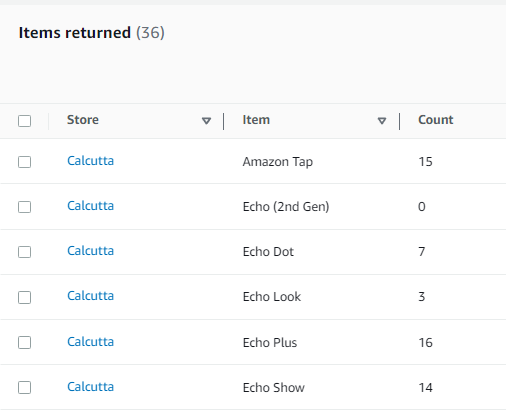 Items returned (36)
Store Item Count
Calcutta Amazon Tap 15
Calcutta Echo (2nd Gen) 0
Calcutta Echo Dot 7
Calcutta Echo Look 3
Calcutta Echo Plus 16
Calcutta Echo Show 14